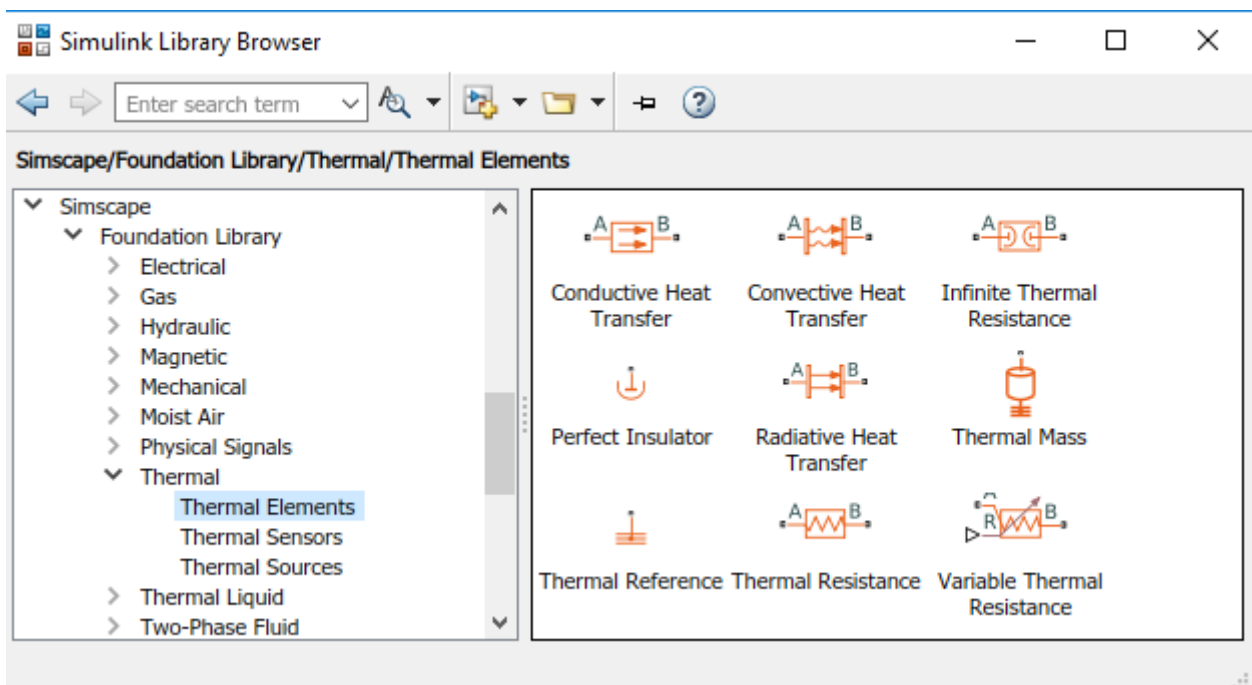 Simulink Library Browser
Enter search term
Simscape/Foundation Library/Thermal/Thermal Elements
Simscape
Foundation Library
Electrical
Gas
Hydraulic
Magnetic
Mechanical
Moist Air
Physical Signals
Thermal
Thermal Elements
Thermal Sensors
Thermal Sources
Thermal Liquid
Two-Phase Fluid
A B
Conductive Heat
Transfer
A B
Convective Heat
Transfer
A B
Infinite Thermal
Resistance
Perfect Insulator
A B
Radiative Heat
Transfer
Thermal Mass
Thermal Reference
A B
Thermal Resistance
A
R B
Variable Thermal
Resistance